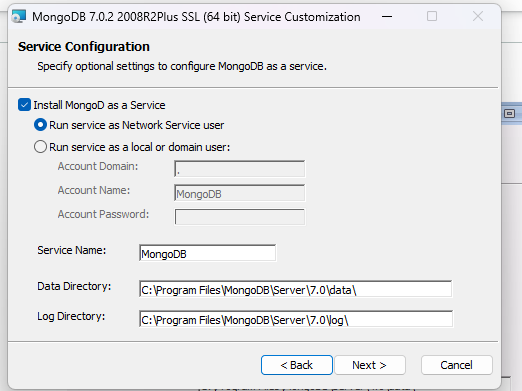 MongoDB 7.0.2 2008R2Plus SSL (64 bit) Service Customization
Service Configuration
Specify optional settings to configure MongoDB as a service.
Install MongoD as a Service
Run service as Network Service user
Run service as a local or domain user:
Account Domain: .
Account Name: MongoDB
Account Password:
Service Name: MongoDB
Data Directory: C:\Program Files\MongoDB\Server\7.0\data\
Log Directory: C:\Program Files\MongoDB\Server\7.0\log\
< Back Next > Cancel